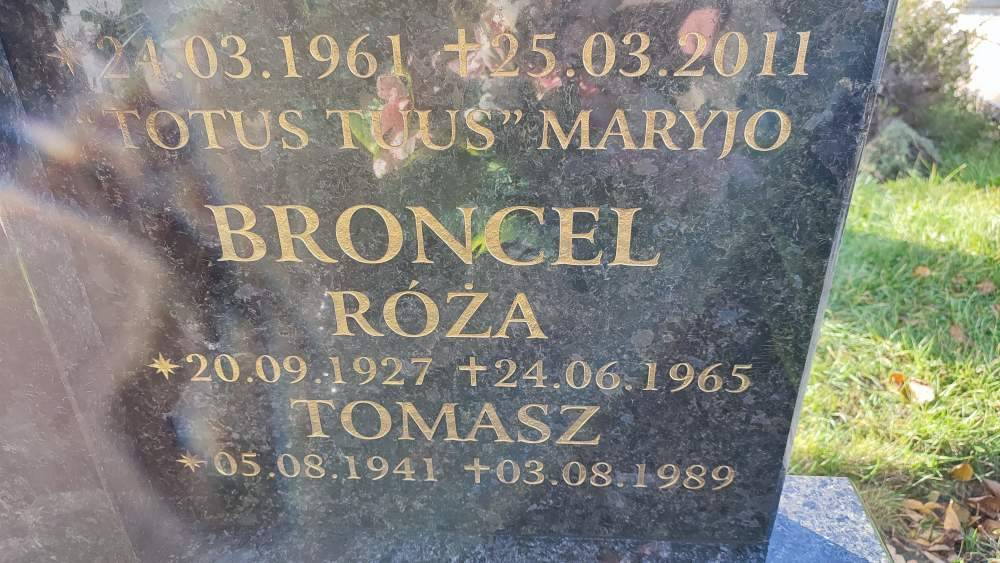 * 24.03.1961 ✝ 25.03.2011
"TOTUS TUUS" MARYJO
BRONCEL
RÓŻA
* 20.09.1927 ✝ 24.06.1965
TOMASZ
* 05.08.1941 ✝ 03.08.1989